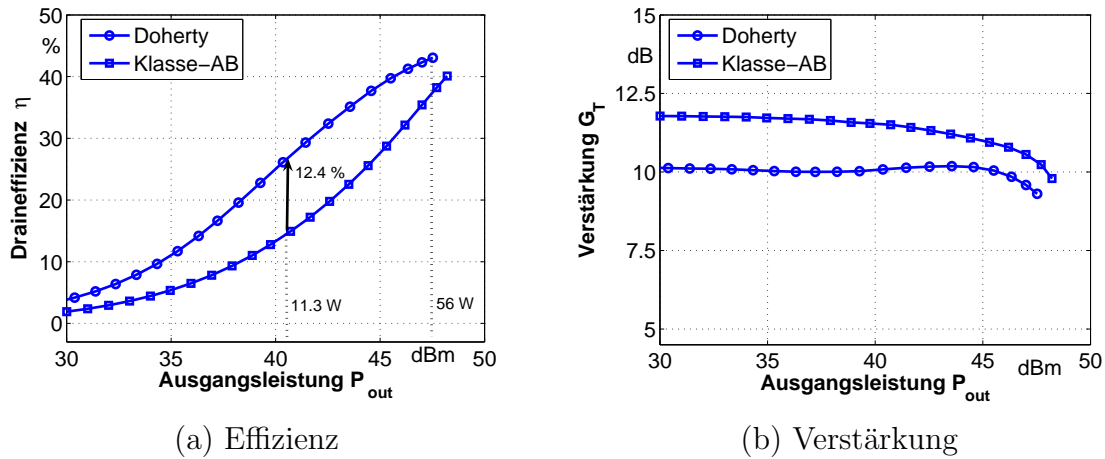 50
%
40
30
20
10
0
Draineffizienz η
Doherty
Klasse−AB
12.4 %
11.3 W
56 W
30
35
40
45
dBm
50
Ausgangsleistung P_out
(a) Effizienz
15
dB
12.5
10
7.5
5
Verstärkung G_T
Doherty
Klasse−AB
30
35
40
45
dBm
50
Ausgangsleistung P_out
(b) Verstärkung